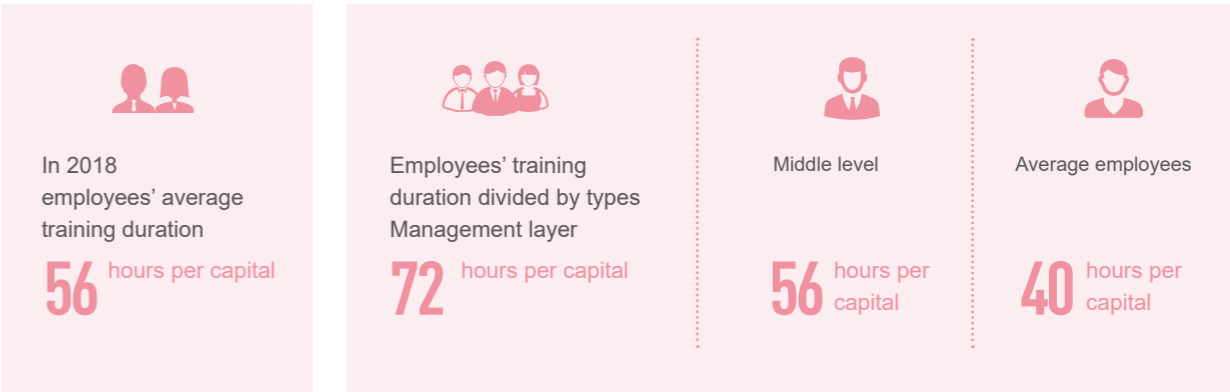 In 2018
employees’ average
training duration
56 hours per capital
Employees’ training
duration divided by types
Management layer
72 hours per capital
Middle level
56 hours per
capital
Average employees
40 hours per
capital